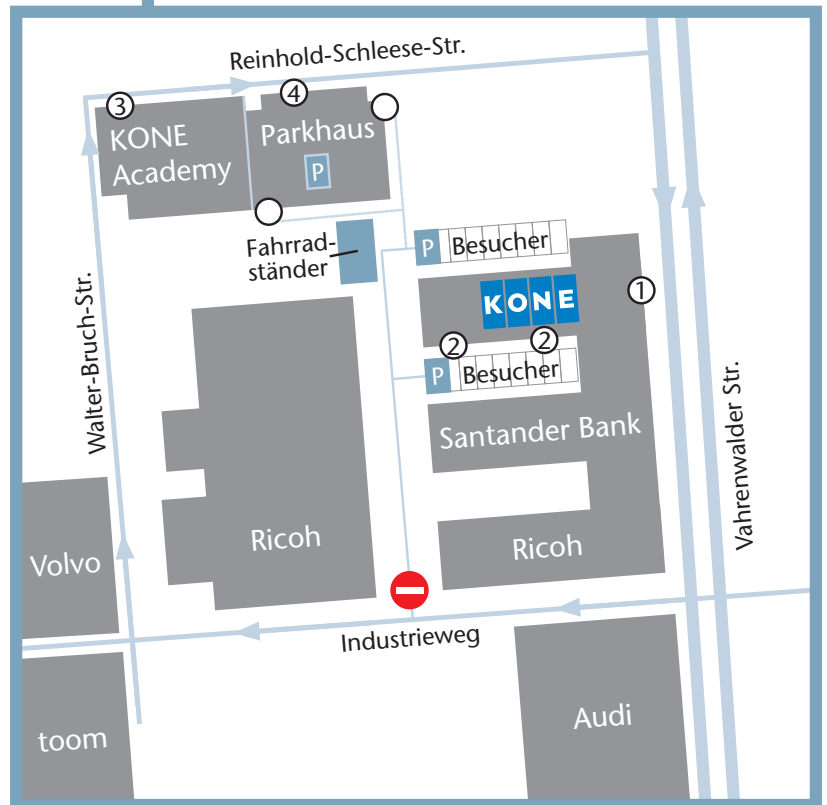 Reinhold-Schleese-Str.
3
4
KONE
Academy
Parkhaus
P
Fahrrad-
ständer
P Besucher
KONE
1
2
2
P Besucher
Walter-Bruch-Str.
Santander Bank
Vahrenwalder Str.
Ricoh
Ricoh
Volvo
Industrieweg
toom
Audi